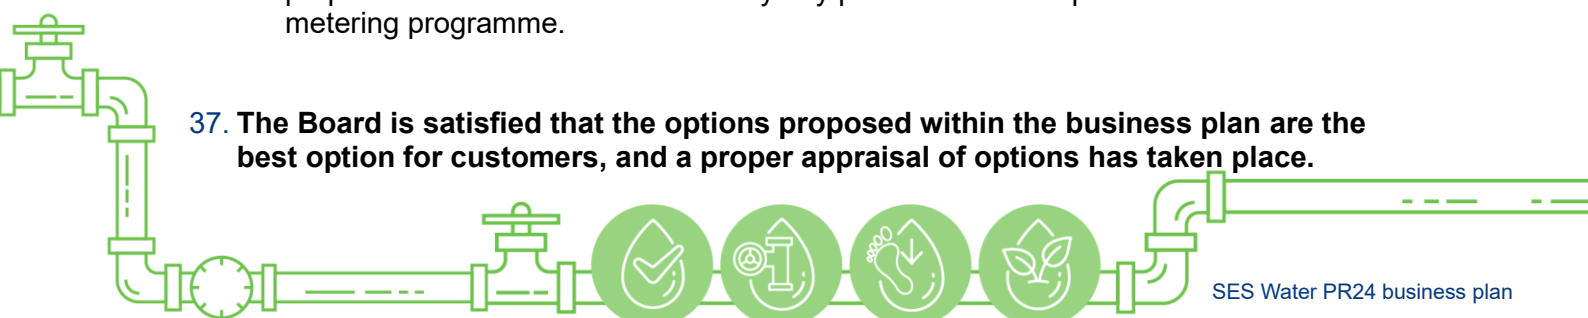 metering programme.
37. The Board is satisfied that the options proposed within the business plan are the
best option for customers, and a proper appraisal of options has taken place.
SES Water PR24 business plan